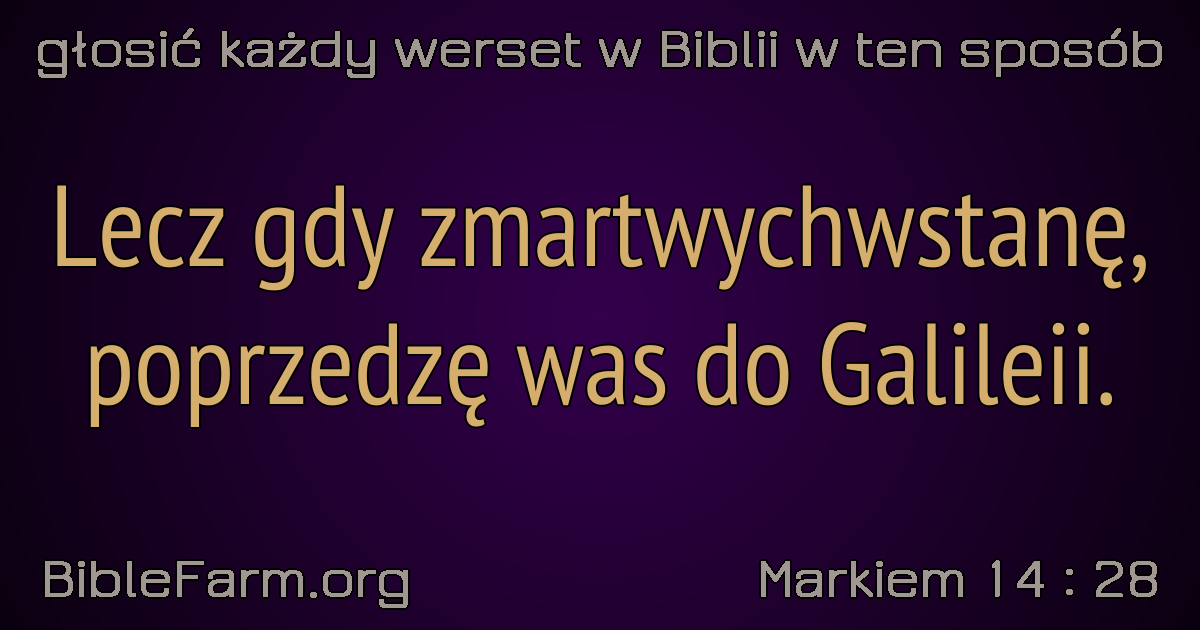 głosić każdy werset w Biblii w ten sposób
Lecz gdy zmartwychwstanę,
poprzedzę was do Galileii.
BibleFarm.org
Markiem 14 : 28